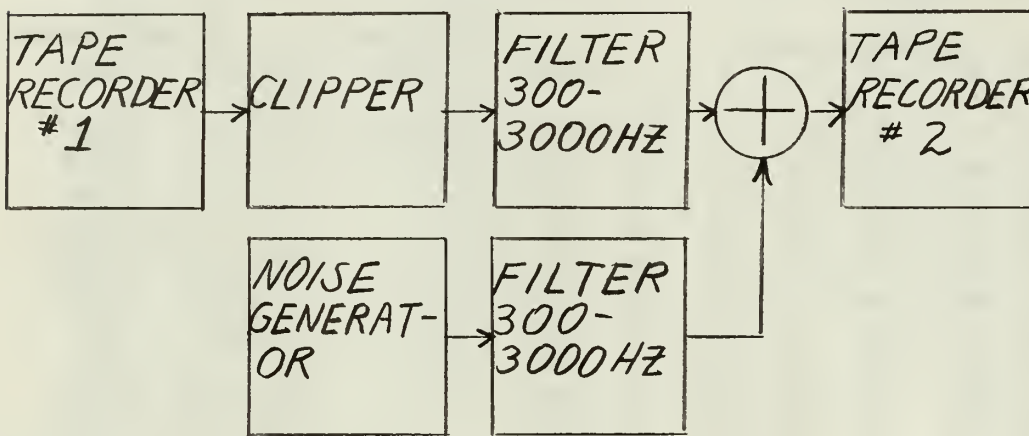 TAPE
RECORDER
#1
CLIPPER
FILTER
300-
3000HZ
TAPE
RECORDER
#2
NOISE
GENERAT-
OR
FILTER
300-
3000HZ